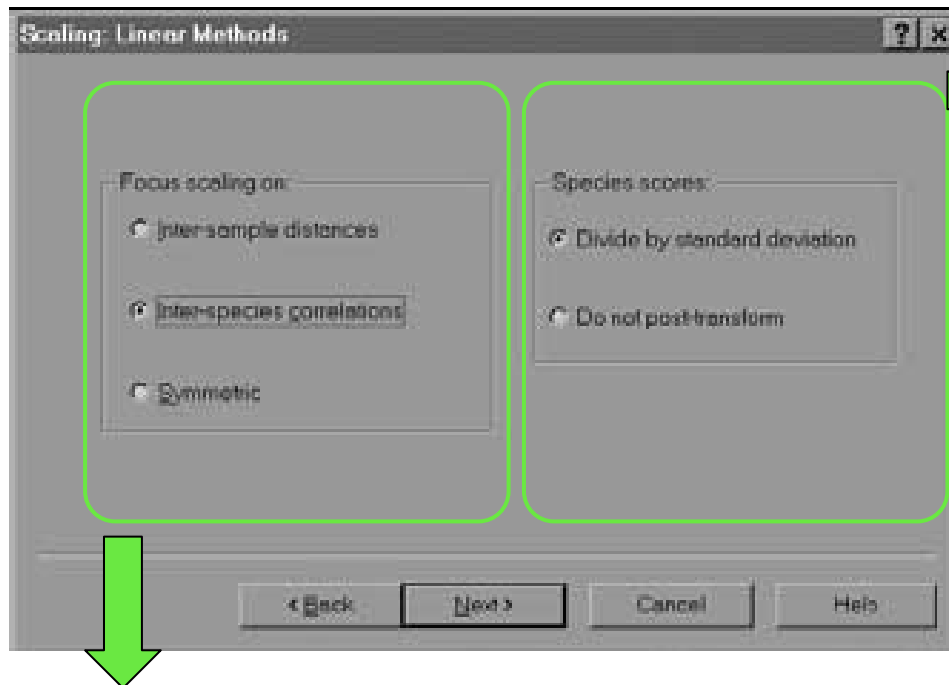 Scaling: Linear Methods
Focus scaling on:
Inter-sample distances
Inter-species correlations
Symmetric
Species scores:
Divide by standard deviation
Do not post-transform
< Back
Next >
Cancel
Help